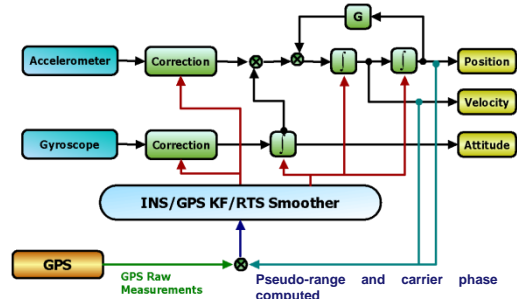 G
Accelerometer
Correction
∫
∫
Position
Velocity
Gyroscope
Correction
∫
Attitude
INS/GPS KF/RTS Smoother
GPS
GPS Raw
Measurements
Pseudo-range and carrier phase
computed